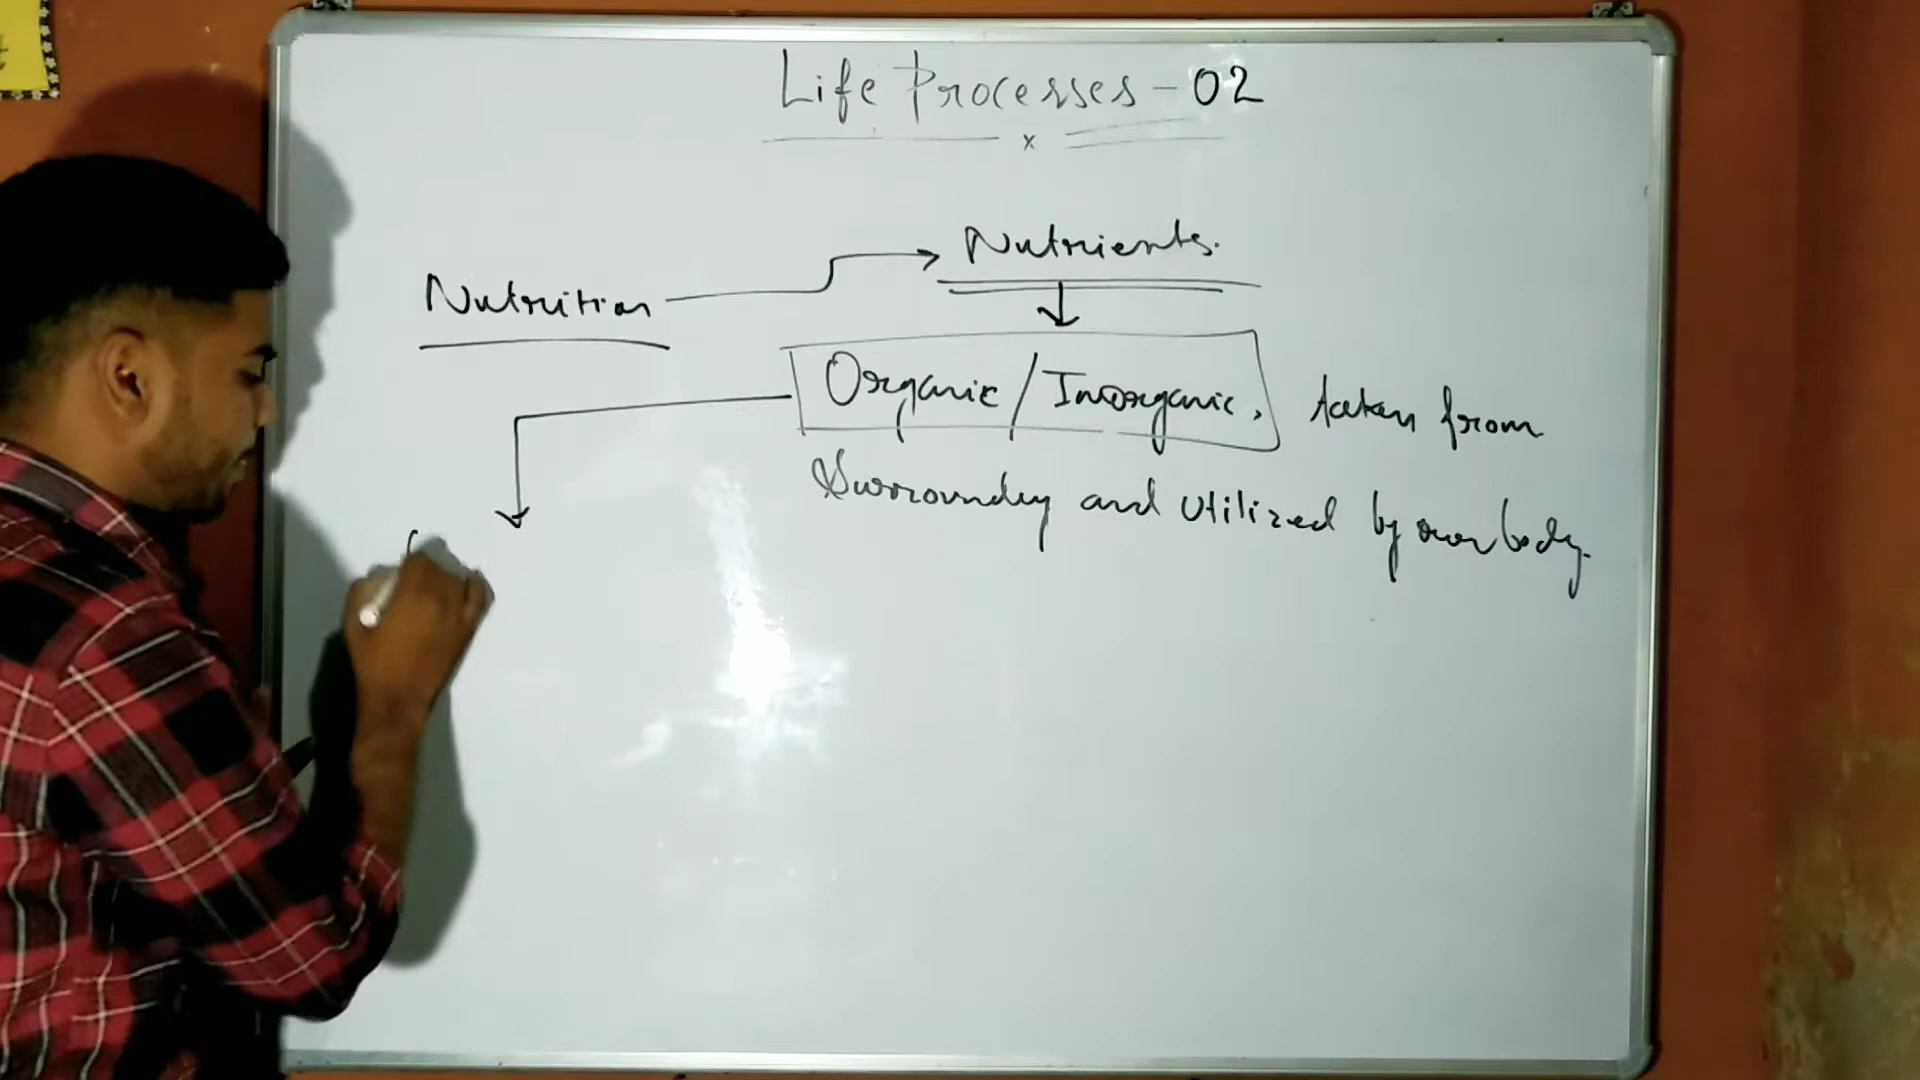 Life Processes - 02
x
Nutrients.
Nutrition
Organic / Inorganic, taken from
Surrounding and utilized by our body.